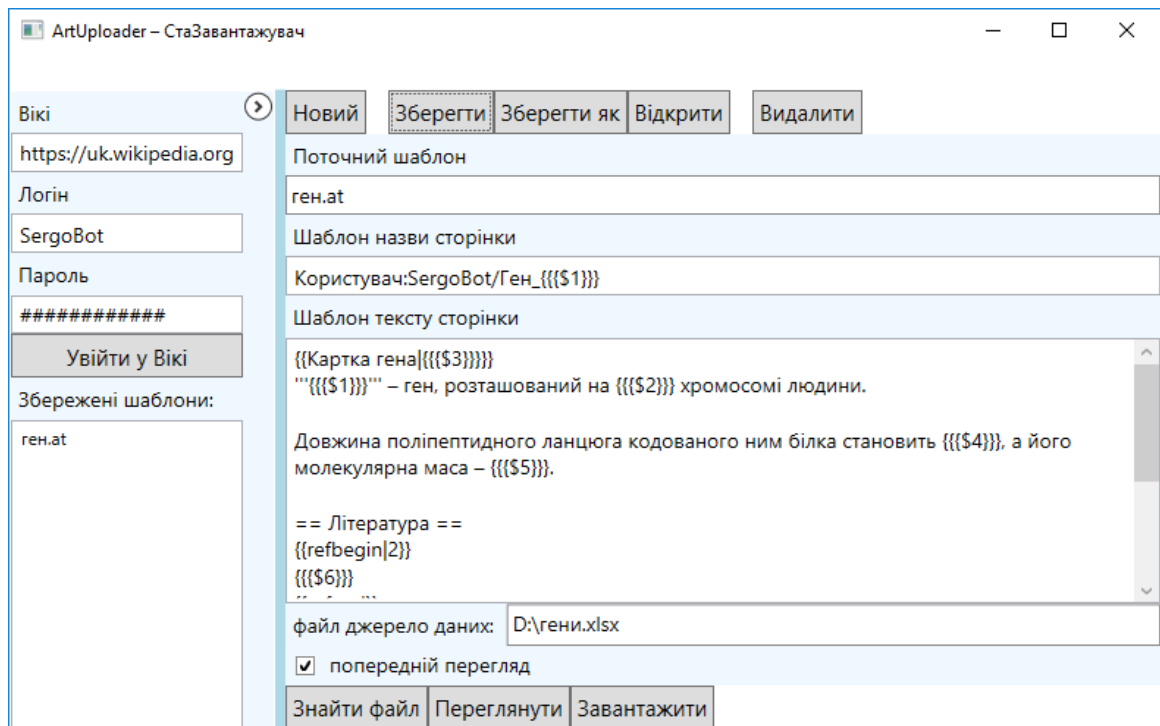 ArtUploader – СтаЗавантажувач
Вікі
https://uk.wikipedia.org
Логін
SergoBot
Пароль
############
Увійти у Вікі
Збережені шаблони:
ген.at
Новий Зберегти Зберегти як Відкрити Видалити
Поточний шаблон
ген.at
Шаблон назви сторінки
Користувач:SergoBot/Ген_{{{$1}}}
Шаблон тексту сторінки
{{Картка гена|{{{$3}}}}}
'''{{{$1}}}''' – ген, розташований на {{{$2}}} хромосомі людини.
Довжина поліпептидного ланцюга кодованого ним білка становить {{{$4}}}, а його
молекулярна маса – {{{$5}}}.
== Література ==
{{refbegin|2}}
{{{$6}}}
файл джерело даних: D:\гени.xlsx
попередній перегляд
Знайти файл Переглянути Завантажити